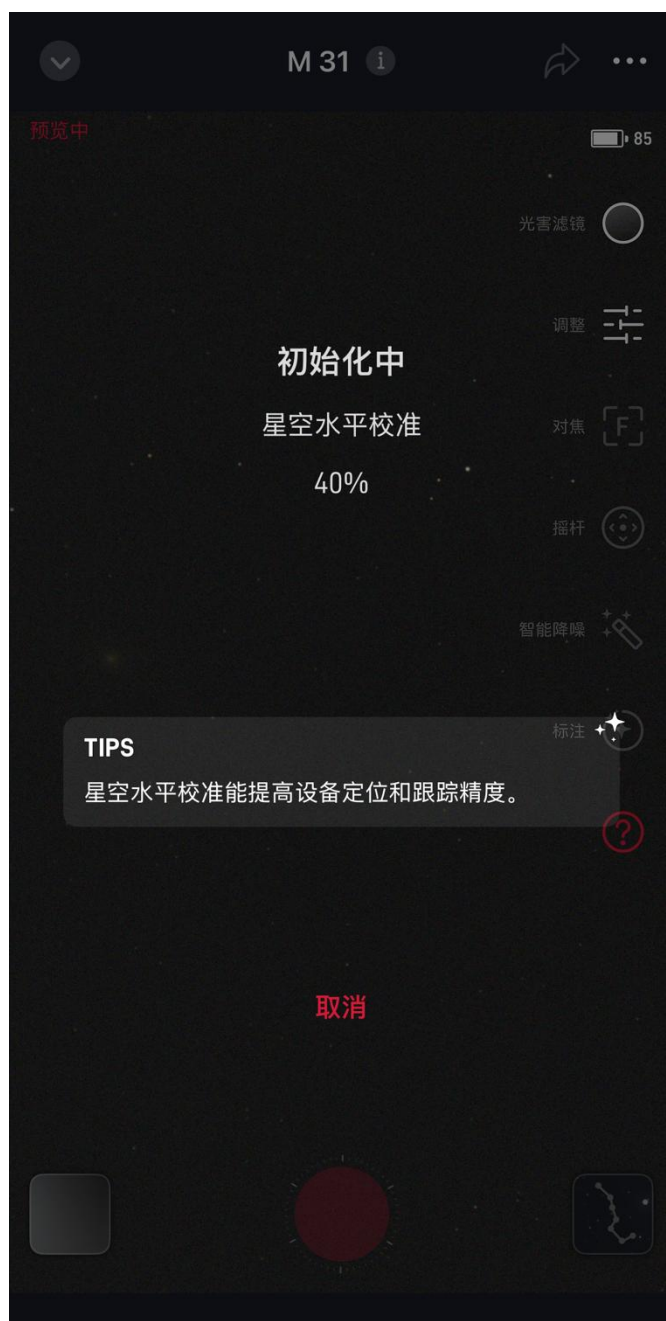 M 31
预览中
85
光害滤镜
调整
初始化中
星空水平校准
对焦
F
40%
摇杆
智能降噪
标注
TIPS
星空水平校准能提高设备定位和跟踪精度。
?
取消